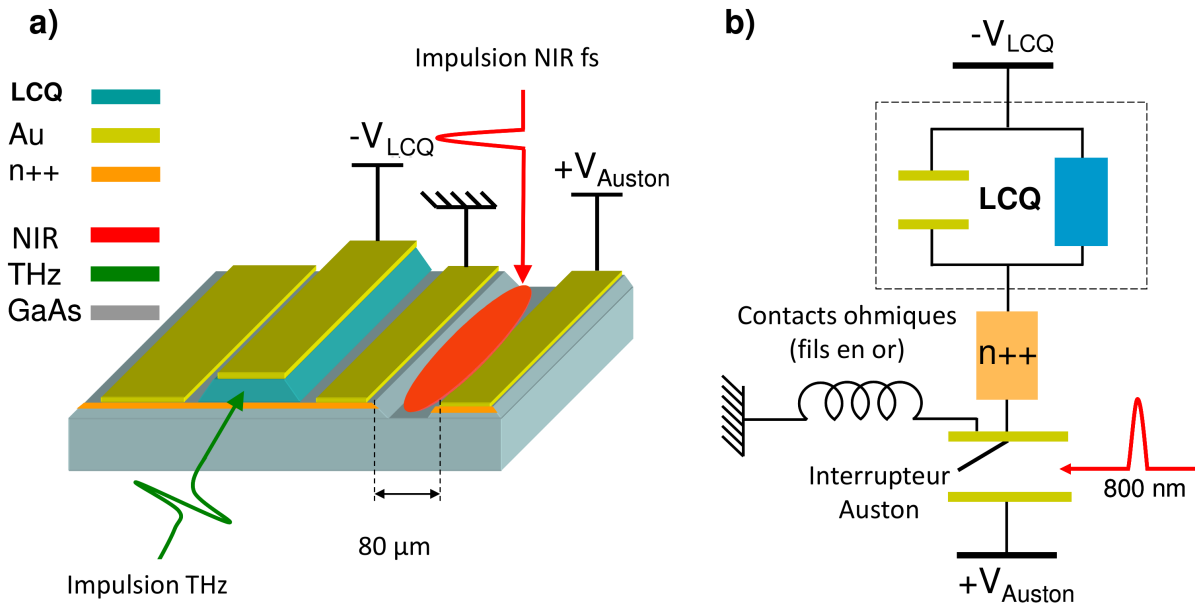 a)
Impulsion NIR fs
LCQ
Au
n++
NIR
THz
GaAs
-VLCQ
+VAuston
80 µm
Impulsion THz
b)
-VLCQ
LCQ
Contacts ohmiques
(fils en or)
n++
Interrupteur
Auston
800 nm
+VAuston